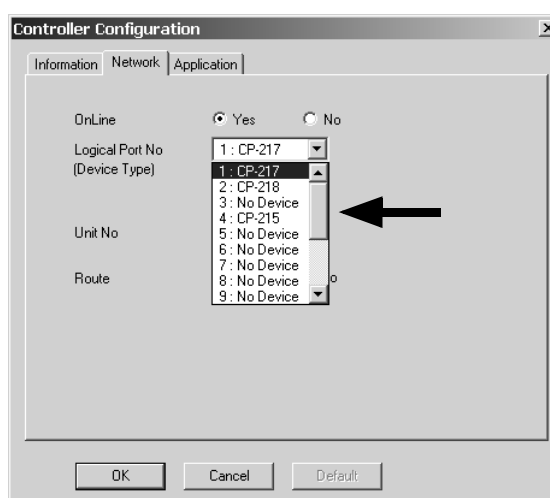 Controller Configuration
Information Network Application
OnLine Yes No
Logical Port No 1 : CP-217
(Device Type)
1 : CP-217
2 : CP-218
3 : No Device
4 : CP-215
Unit No 5 : No Device
6 : No Device
7 : No Device
Route 8 : No Device o
9 : No Device
OK Cancel Default